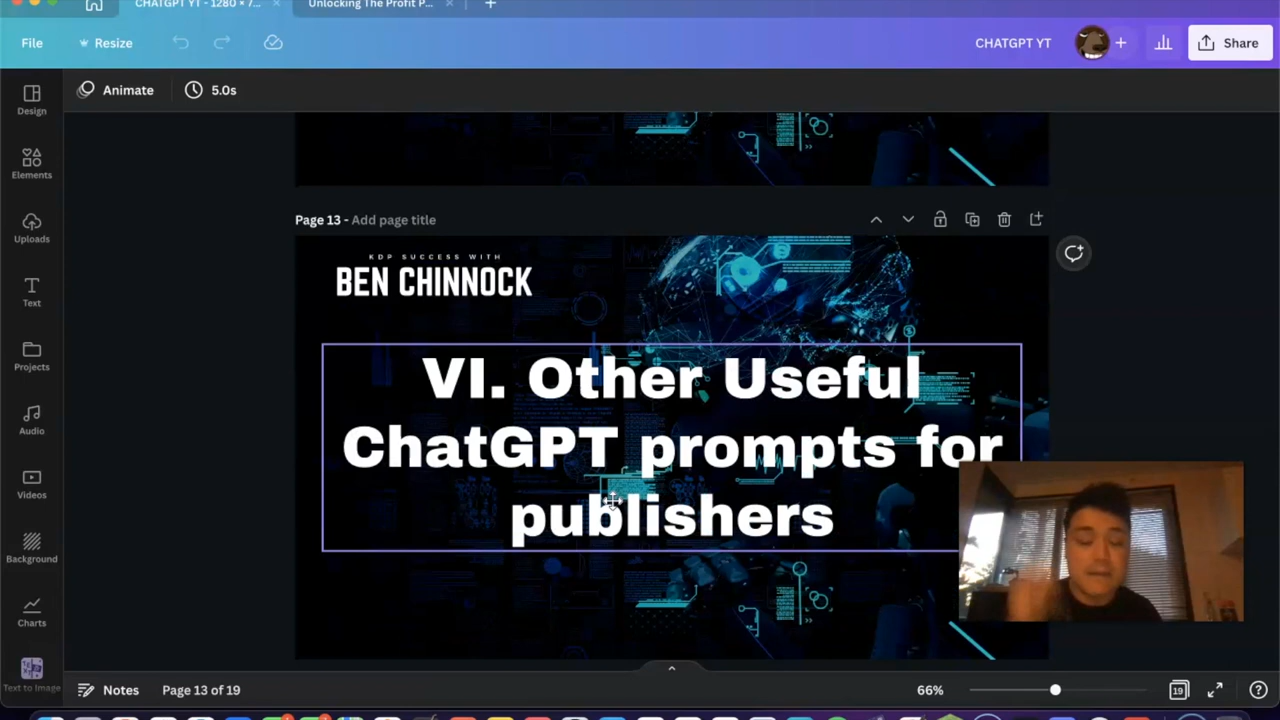 CHATGPT YT - 1280 × 7...
Unlocking The Profit P...
File
Resize
CHATGPT YT
Share
Design
Animate
5.0s
Elements
Uploads
Text
Projects
Audio
Videos
Background
Charts
Text to Image
Page 13 - Add page title
KDP SUCCESS WITH
BEN CHINNOCK
VI. Other Useful
ChatGPT prompts for
publishers
Notes
Page 13 of 19
66%
19